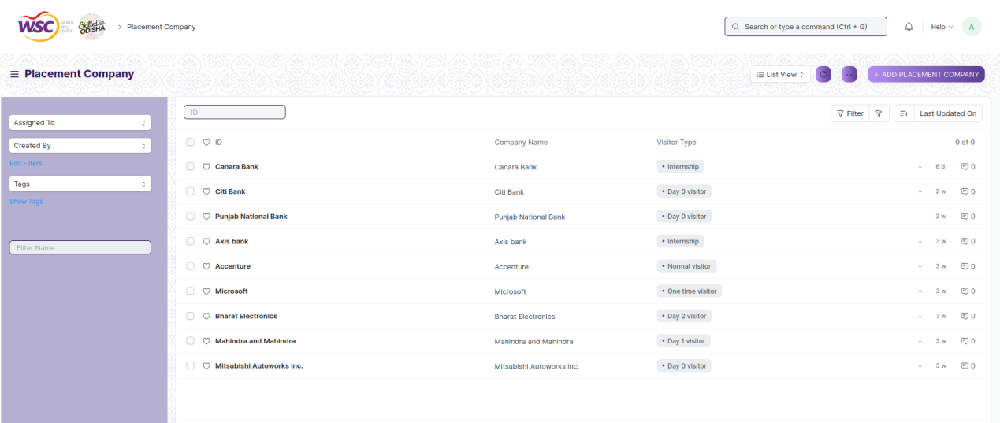 WSC WORLD SKILL CENTER Skilled in ODISHA > Placement Company
Search or type a command (Ctrl + G)
Help
A
Placement Company
List View
+ ADD PLACEMENT COMPANY
Assigned To
Created By
Edit Filters
Tags
Show Tags
Filter Name
ID
Filter
Last Updated On
ID Company Name Visitor Type 9 of 9
Canara Bank Canara Bank • Internship - 6 d 0
Citi Bank Citi Bank • Day 0 visitor - 2 w 0
Punjab National Bank Punjab National Bank • Day 0 visitor - 2 w 0
Axis bank Axis bank • Internship - 3 w 0
Accenture Accenture • Normal visitor - 3 w 0
Microsoft Microsoft • One time visitor - 3 w 0
Bharat Electronics Bharat Electronics • Day 2 visitor - 3 w 0
Mahindra and Mahindra Mahindra and Mahindra • Day 1 visitor - 3 w 0
Mitsubishi Autoworks inc. Mitsubishi Autoworks inc. • Day 0 visitor - 3 w 0